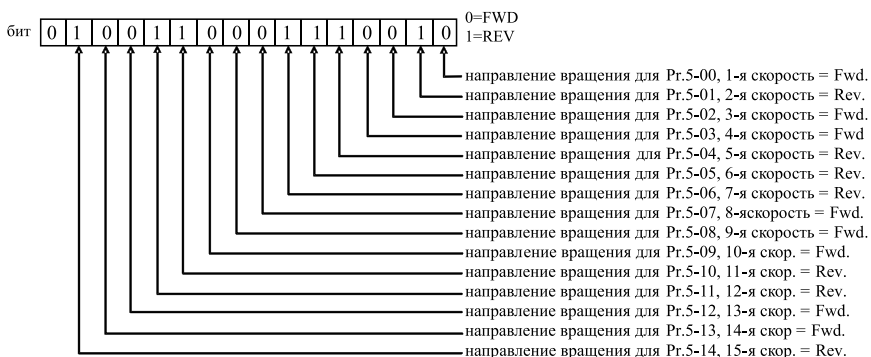 0=FWD
бит 0 1 0 0 1 1 0 0 0 1 1 1 0 0 1 0 1=REV
направление вращения для Pr.5-00, 1-я скорость = Fwd.
направление вращения для Pr.5-01, 2-я скорость = Rev.
направление вращения для Pr.5-02, 3-я скорость = Fwd.
направление вращения для Pr.5-03, 4-я скорость = Fwd
направление вращения для Pr.5-04, 5-я скорость = Rev.
направление вращения для Pr.5-05, 6-я скорость = Rev.
направление вращения для Pr.5-06, 7-я скорость = Rev.
направление вращения для Pr.5-07, 8-яскорость = Fwd.
направление вращения для Pr.5-08, 9-я скорость = Fwd.
направление вращения для Pr.5-09, 10-я скор. = Fwd.
направление вращения для Pr.5-10, 11-я скор. = Rev.
направление вращения для Pr.5-11, 12-я скор. = Rev.
направление вращения для Pr.5-12, 13-я скор. = Fwd.
направление вращения для Pr.5-13, 14-я скор = Fwd.
направление вращения для Pr.5-14, 15-я скор. = Rev.